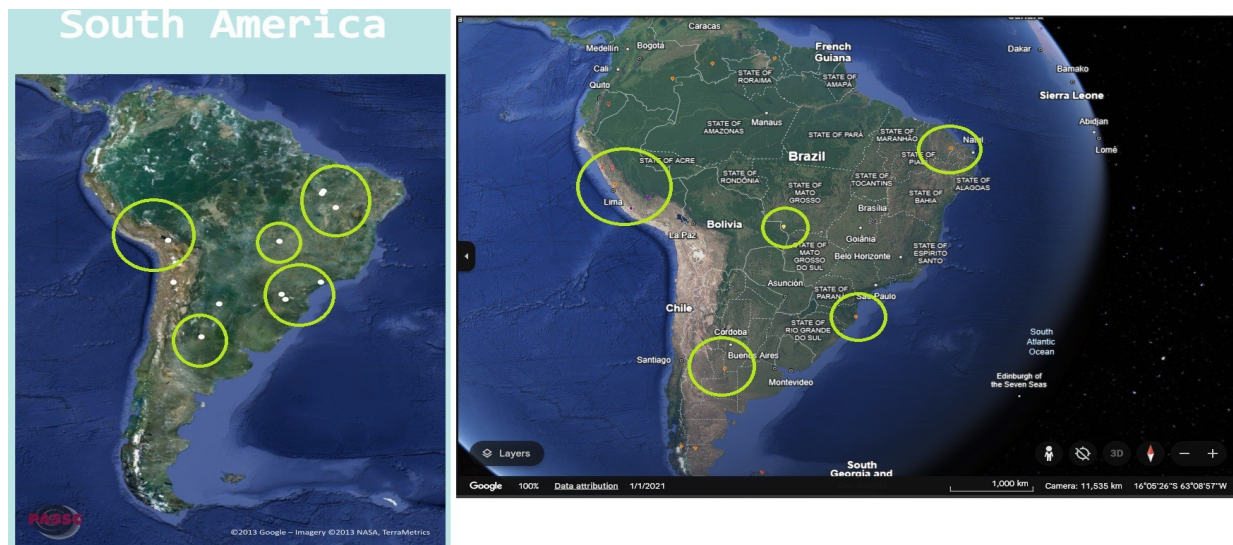 South America
PASSC
©2013 Google – Imagery ©2013 NASA, TerraMetrics
Caracas
Medellín
Bogotá
Cali
Quito
French
Guiana
STATE OF
RORAIMA
STATE OF
AMAPÁ
Dakar
Bamako
Sierra Leone
Abidjan
Lomé
STATE OF
AMAZONAS
Manaus
STATE OF PARÁ
STATE OF
MARANHÃO
Natal
STATE OF ACRE
Brazil
STATE OF
PIAUÍ
STATE OF
RONDÔNIA
STATE OF
TOCANTINS
STATE OF
ALAGOAS
STATE OF
MATO
GROSSO
STATE OF
BAHIA
Lima
Brasília
Bolivia
La Paz
Goiânia
STATE OF
MATO
GROSSO
DO SUL
Belo Horizonte
STATE OF
ESPÍRITO
SANTO
Asunción
STATE OF
PARANÁ
São Paulo
Chile
STATE OF
RIO GRANDE
DO SUL
Córdoba
Santiago
Buenos Aires
Montevideo
South
Atlantic
Ocean
Edinburgh of
the Seven Seas
Layers
3D
South
Georgia and
Google 100% Data attribution 1/1/2021 1,000 km Camera: 11,535 km 16°05'26"S 63°08'57"W